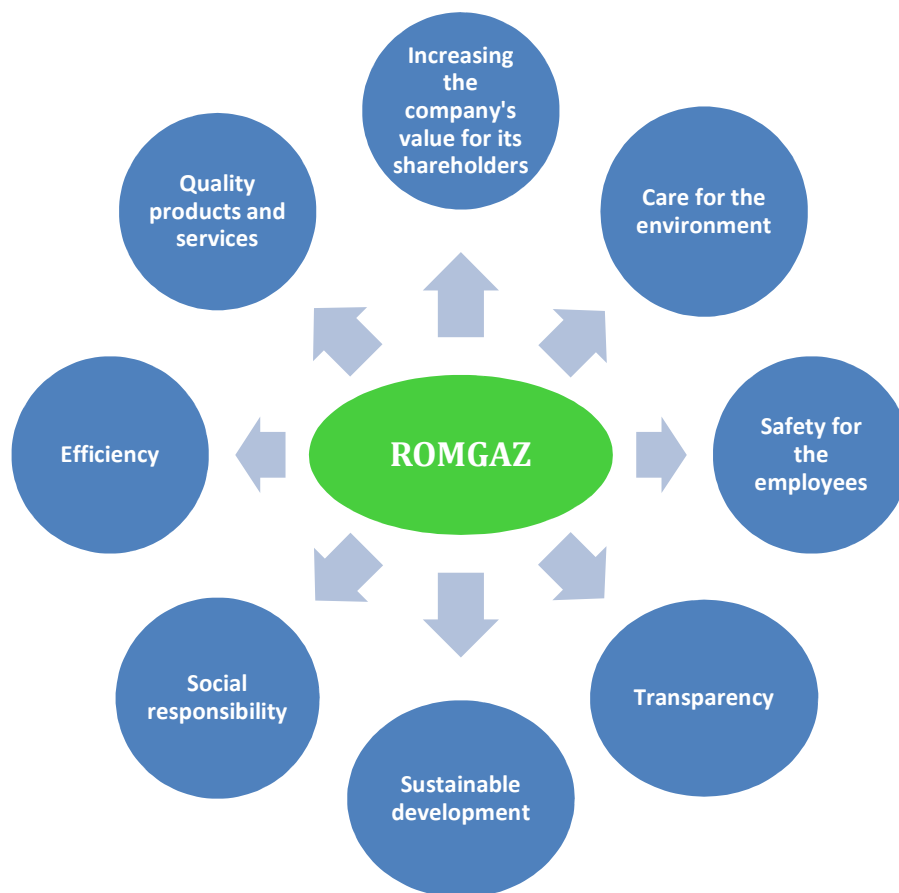 Increasing
the
company's
value for its
shareholders
Quality
products and
services
Care for the
environment
Efficiency
ROMGAZ
Safety for
the
employees
Social
responsibility
Transparency
Sustainable
development